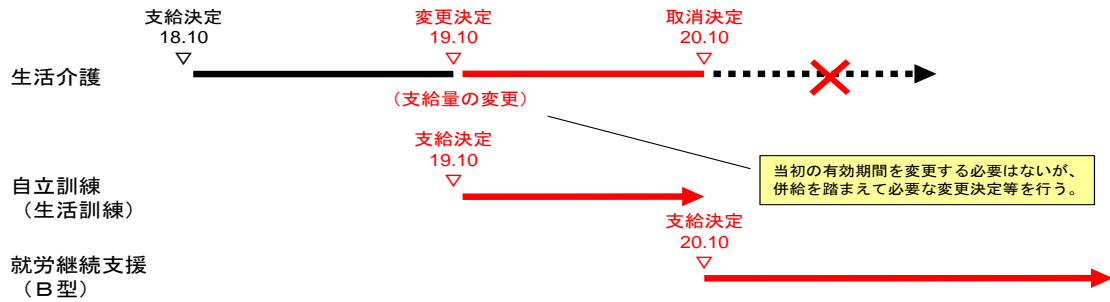 支給決定
18.10
▽
変更決定
19.10
▽
取消決定
20.10
▽
生活介護
(支給量の変更)
支給決定
19.10
▽
当初の有効期間を変更する必要はないが、
併給を踏まえて必要な変更決定等を行う。
自立訓練
(生活訓練)
支給決定
20.10
▽
就労継続支援
(B型)